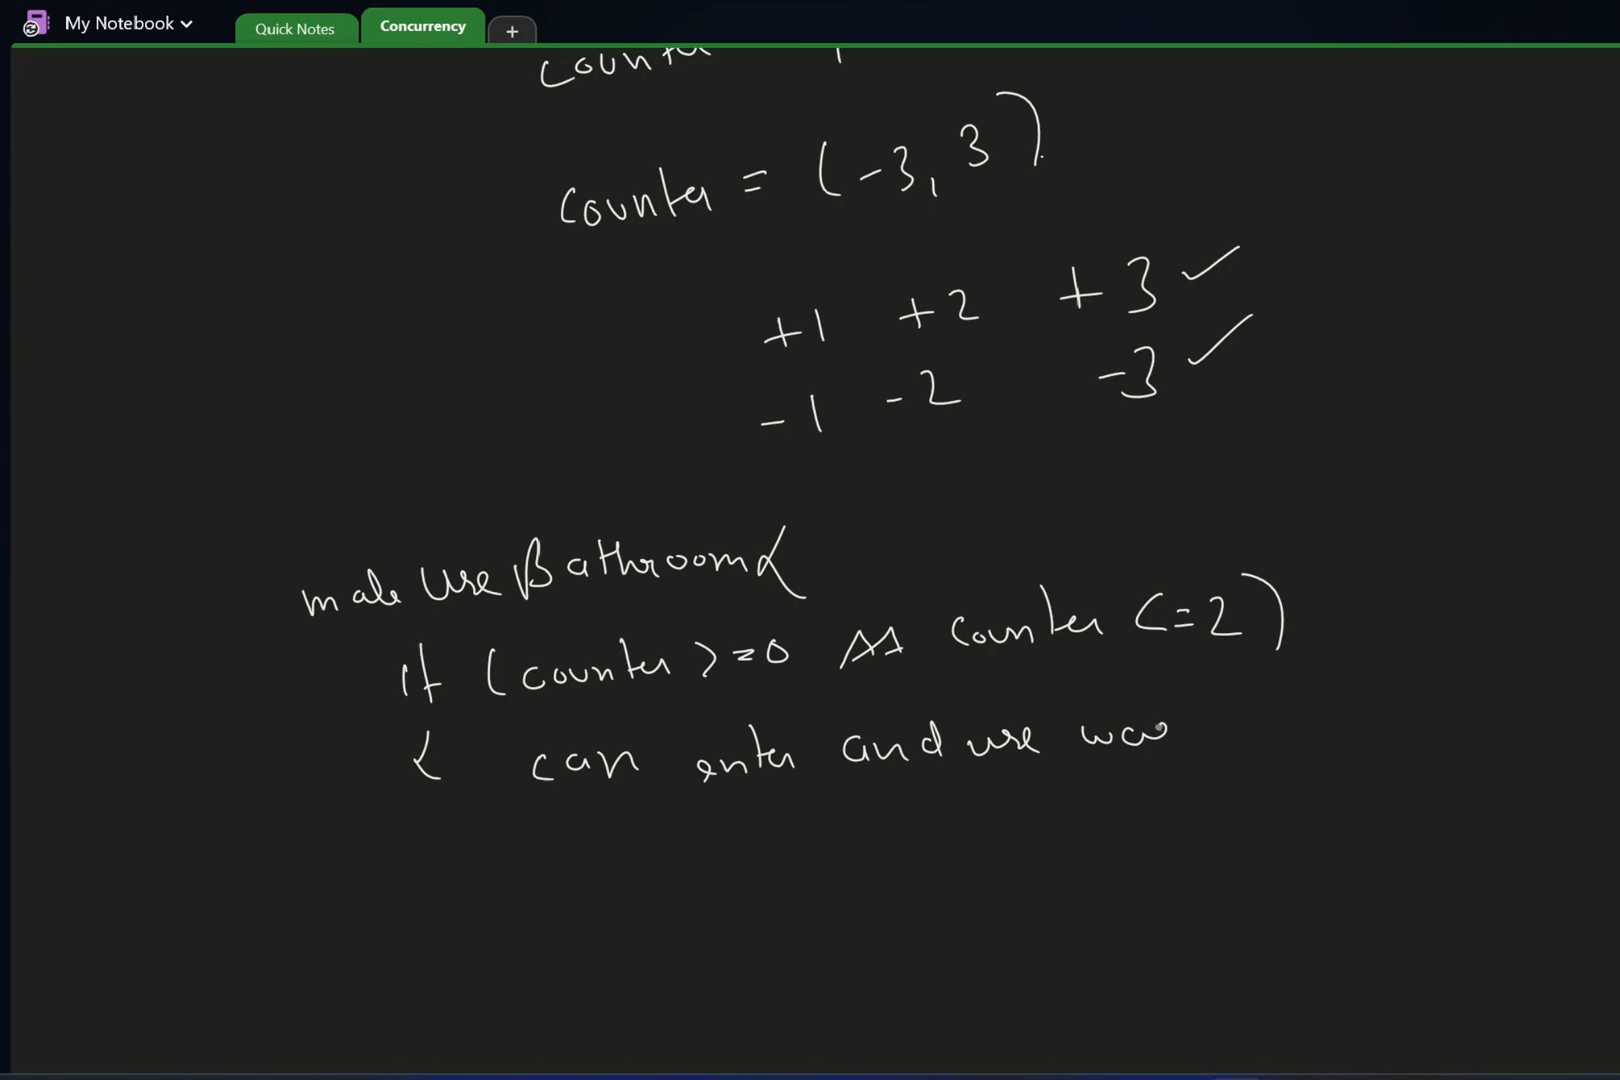 My Notebook
Quick Notes
Concurrency
+
counter = (-3, 3)
+1 +2 +3 ✓
-1 -2 -3 ✓
male Use Bathroom {
if (counter >=0 && counter <=2)
{ can enter and use